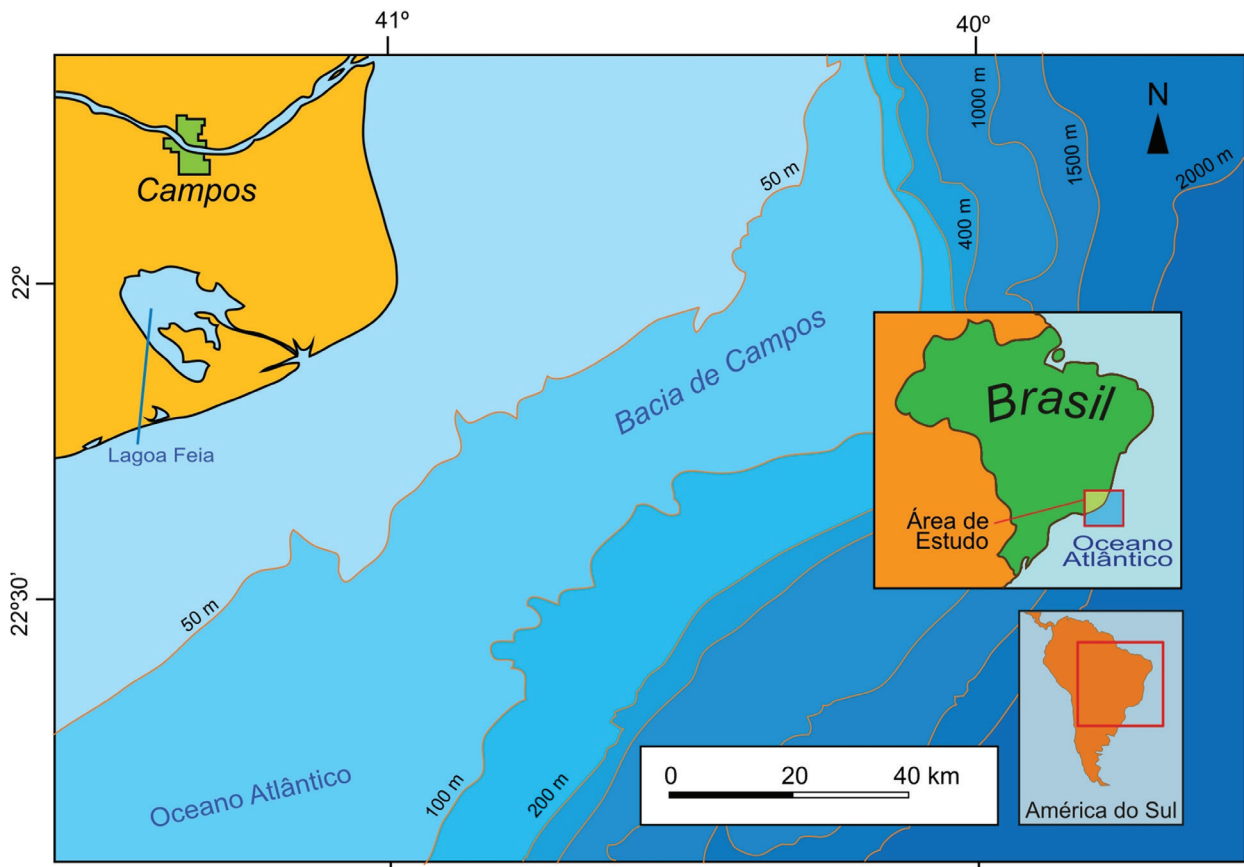 41º
40º
N
1000 m
1500 m
2000 m
50 m
Campos
400 m
22º
Bacia de Campos
Brasil
Lagoa Feia
Área de
Estudo
Oceano
Atlântico
22º30'
50 m
Oceano Atlântico
100 m
200 m
0 20 40 km
América do Sul